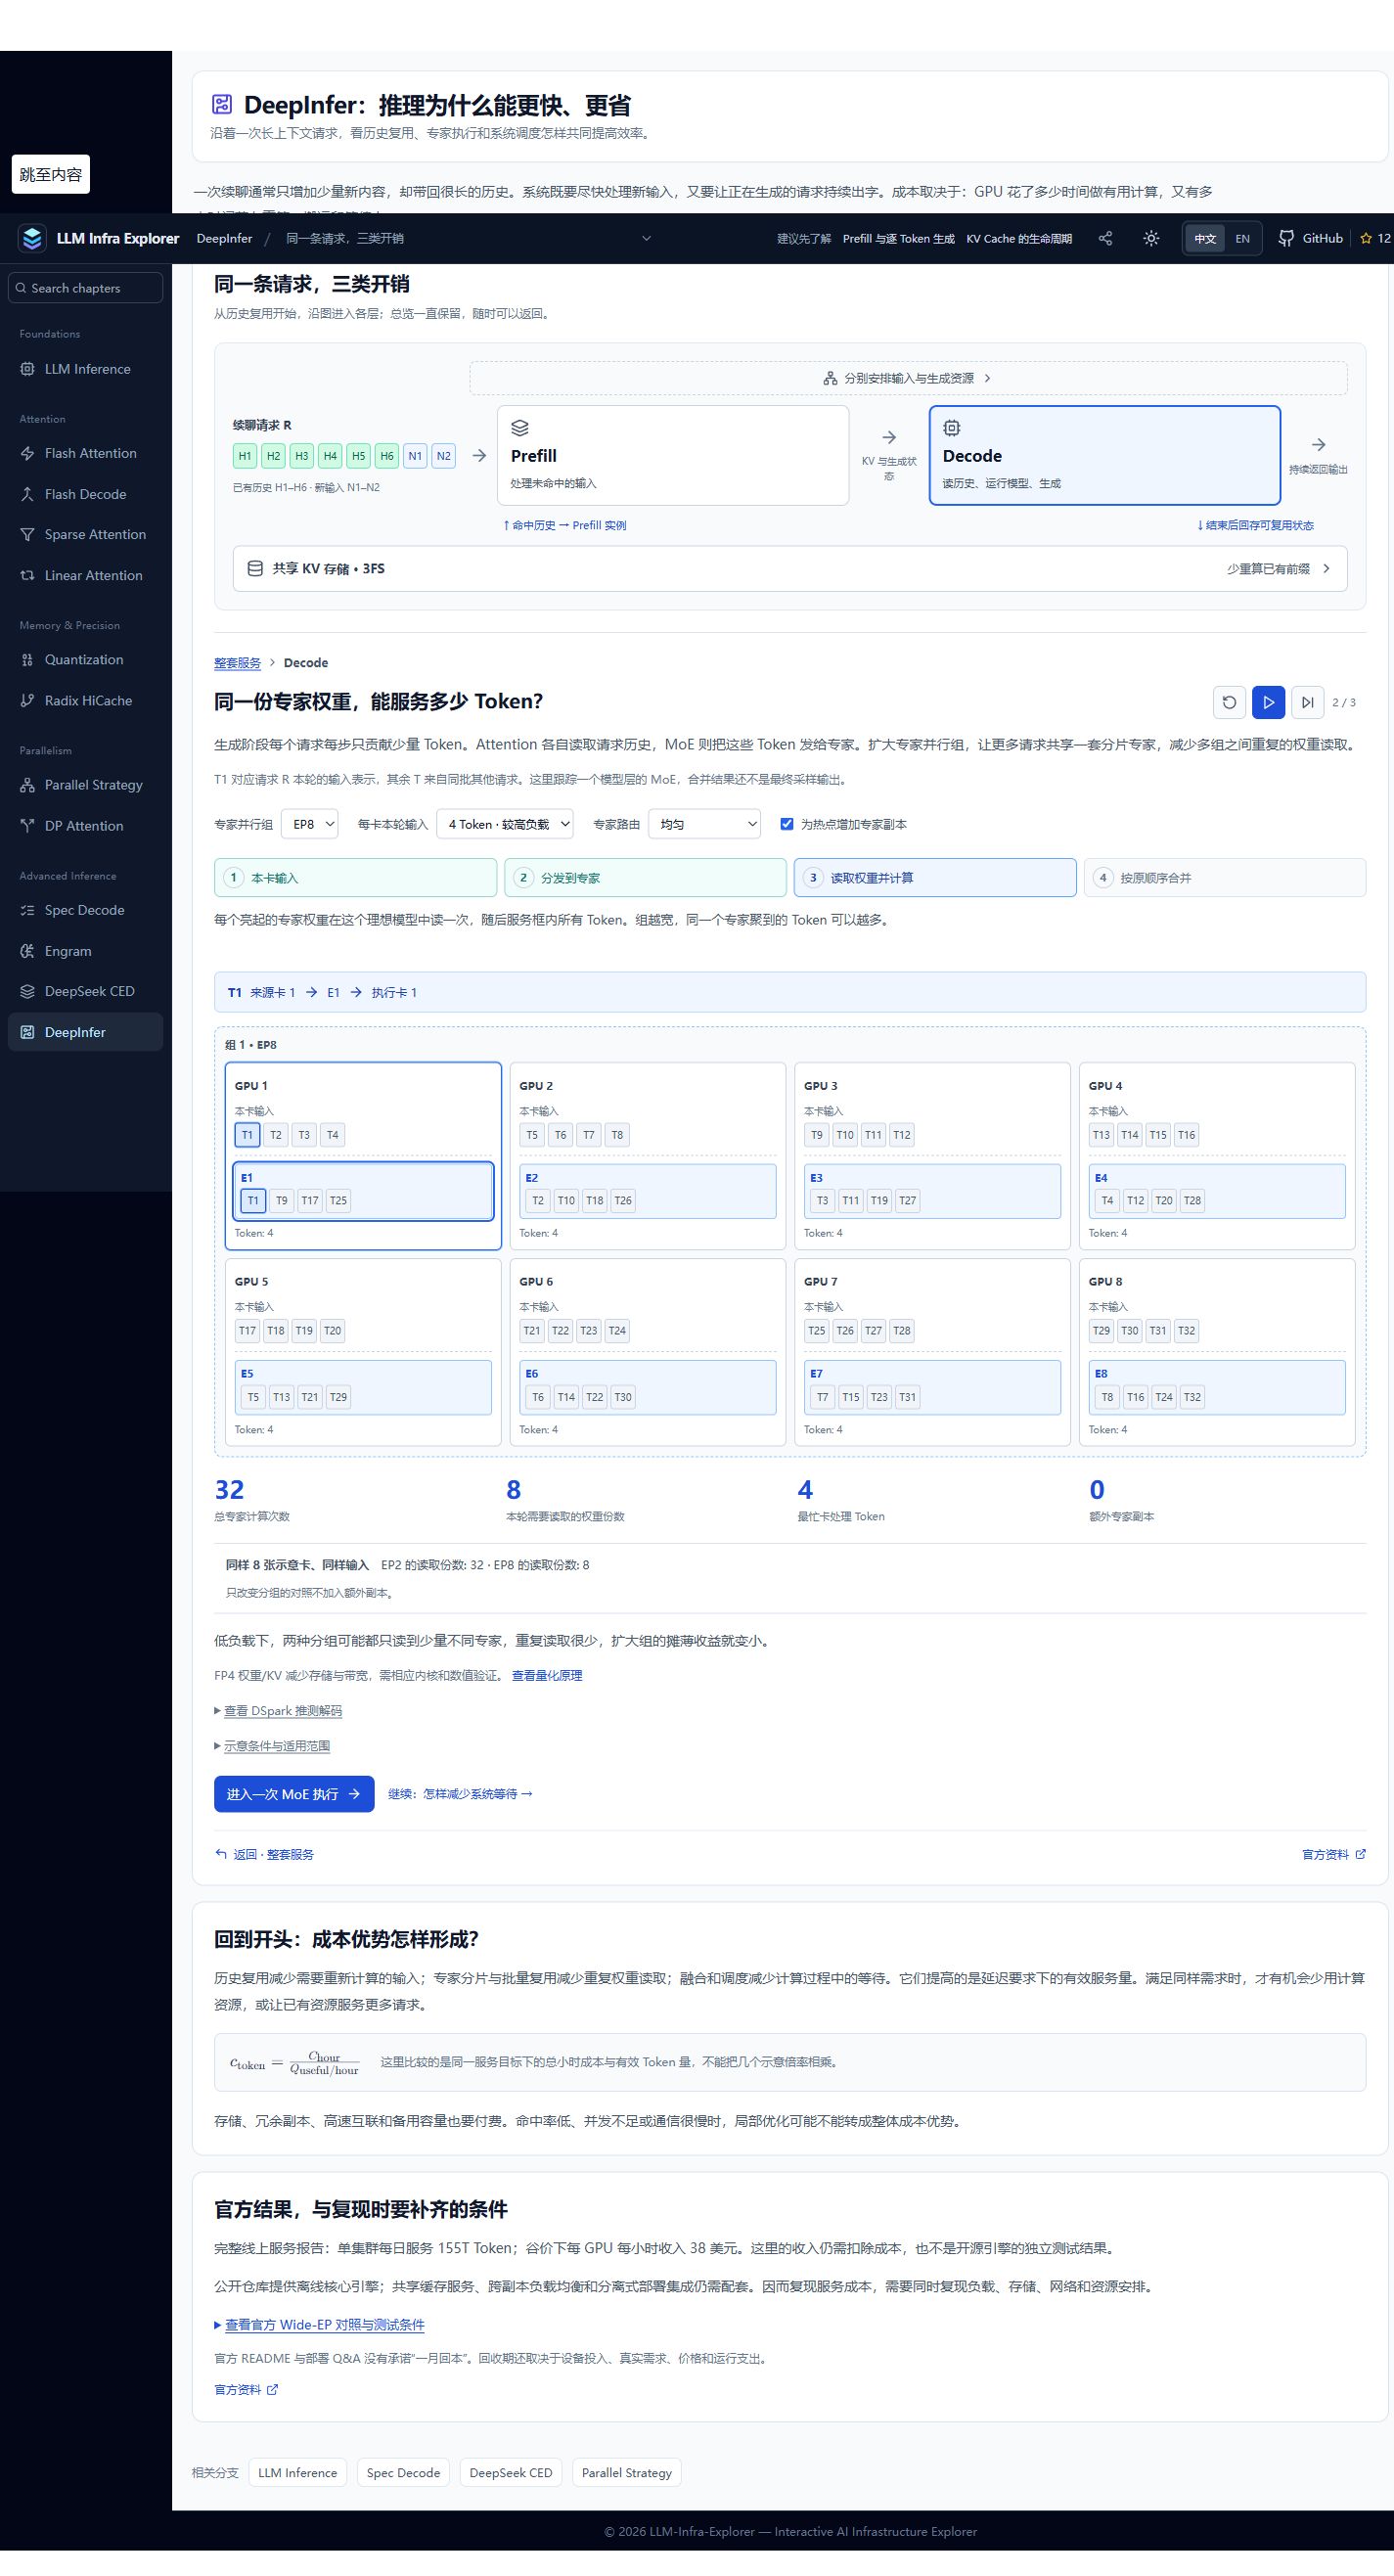 DeepInfer：推理为什么能更快、更省
沿着一次长上下文请求，看历史复用、专家执行和系统调度怎样共同提高效率。
跳至内容
一次续聊通常只增加少量新内容，却带回很长的历史。系统既要尽快处理新输入，又要让正在生成的请求持续出字。成本取决于：GPU 花了多少时间做有用计算，又有多
LLM Infra Explorer
DeepInfer / 同一条请求，三类开销
建议先了解 Prefill 与逐 Token 生成 KV Cache 的生命周期
中文 EN
GitHub 12
Search chapters
Foundations
LLM Inference
Attention
Flash Attention
Flash Decode
Sparse Attention
Linear Attention
Memory & Precision
Quantization
Radix HiCache
Parallelism
Parallel Strategy
DP Attention
Advanced Inference
Spec Decode
Engram
DeepSeek CED
DeepInfer
同一条请求，三类开销
从历史复用开始，沿图进入各层；总览一直保留，随时可以返回。
分别安排输入与生成资源
续聊请求 R
H1 H2 H3 H4 H5 H6 N1 N2
已有历史 H1–H6 · 新输入 N1–N2
Prefill
处理未命中的输入
KV 与生成状
态
Decode
读历史、运行模型、生成
持续返回输出
↑ 命中历史 → Prefill 实例
↓ 结束后回存可复用状态
共享 KV 存储 • 3FS
少重算已有前缀
整套服务 > Decode
同一份专家权重，能服务多少 Token？
2 / 3
生成阶段每个请求每步只贡献少量 Token。Attention 各自读取请求历史，MoE 则把这些 Token 发给专家。扩大专家并行组，让更多请求共享一套分片专家，减少多组之间重复的权重读取。
T1 对应请求 R 本轮的输入表示，其余 T 来自同批其他请求。这里跟踪一个模型层的 MoE，合并结果还不是最终采样输出。
专家并行组 EP8 每卡本轮输入 4 Token · 较高负载 专家路由 均匀 为热点增加专家副本
1 本卡输入
2 分发到专家
3 读取权重并计算
4 按原顺序合并
每个亮起的专家权重在这个理想模型中读一次，随后服务框内所有 Token。组越宽，同一个专家聚到的 Token 可以越多。
T1 来源卡 1 → E1 → 执行卡 1
组 1 • EP8
GPU 1
本卡输入
T1 T2 T3 T4
E1
T1 T9 T17 T25
Token: 4
GPU 2
本卡输入
T5 T6 T7 T8
E2
T2 T10 T18 T26
Token: 4
GPU 3
本卡输入
T9 T10 T11 T12
E3
T3 T11 T19 T27
Token: 4
GPU 4
本卡输入
T13 T14 T15 T16
E4
T4 T12 T20 T28
Token: 4
GPU 5
本卡输入
T17 T18 T19 T20
E5
T5 T13 T21 T29
Token: 4
GPU 6
本卡输入
T21 T22 T23 T24
E6
T6 T14 T22 T30
Token: 4
GPU 7
本卡输入
T25 T26 T27 T28
E7
T7 T15 T23 T31
Token: 4
GPU 8
本卡输入
T29 T30 T31 T32
E8
T8 T16 T24 T32
Token: 4
32
总专家计算次数
8
本轮需要读取的权重份数
4
最忙卡处理 Token
0
额外专家副本
同样 8 张示意卡、同样输入 EP2 的读取份数: 32 · EP8 的读取份数: 8
只改变分组的对照不加入额外副本。
低负载下，两种分组可能都只读到少量不同专家，重复读取很少，扩大组的摊薄收益就变小。
FP4 权重/KV 减少存储与带宽，需相应内核和数值验证。 查看量化原理
▶ 查看 DSpark 推测解码
▶ 示意条件与适用范围
进入一次 MoE 执行 →
继续：怎样减少系统等待 →
返回 · 整套服务
官方资料
回到开头：成本优势怎样形成？
历史复用减少需要重新计算的输入；专家分片与批量复用减少重复权重读取；融合和调度减少计算过程中的等待。它们提高的是延迟要求下的有效服务量。满足同样需求时，才有机会少用计算
资源，或让已有资源服务更多请求。
c_token = C_hour / Q_useful/hour 这里比较的是同一服务目标下的总小时成本与有效 Token 量，不能把几个示意倍率相乘。
存储、冗余副本、高速互联和备用容量也要付费。命中率低、并发不足或通信很慢时，局部优化可能不能转成整体成本优势。
官方结果，与复现时要补齐的条件
完整线上服务报告：单集群每日服务 155T Token；谷价下每 GPU 每小时收入 38 美元。这里的收入仍需扣除成本，也不是开源引擎的独立测试结果。
公开仓库提供离线核心引擎；共享缓存服务、跨副本负载均衡和分离式部署集成仍需配套。因而复现服务成本，需要同时复现负载、存储、网络和资源安排。
▶ 查看官方 Wide-EP 对照与测试条件
官方 README 与部署 Q&A 没有承诺“一月回本”。回收期还取决于设备投入、真实需求、价格和运行支出。
官方资料
相关分支 LLM Inference Spec Decode DeepSeek CED Parallel Strategy
© 2026 LLM-Infra-Explorer — Interactive AI Infrastructure Explorer